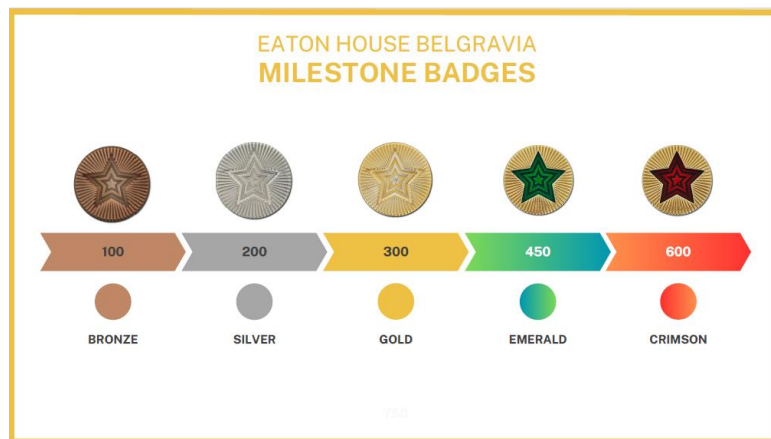 EATON HOUSE BELGRAVIA
MILESTONE BADGES
100 200 300 450 600
BRONZE SILVER GOLD EMERALD CRIMSON